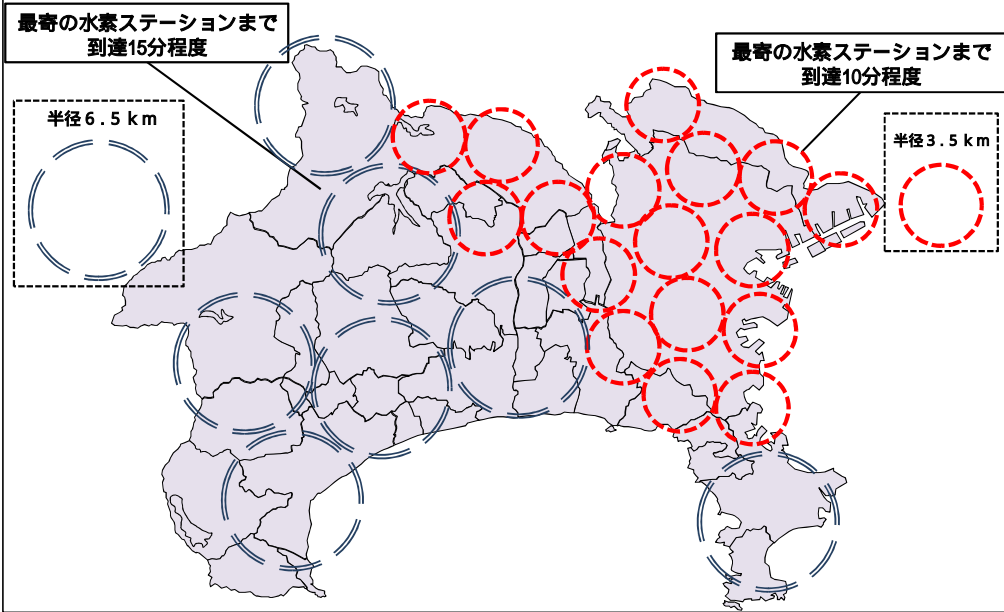 最寄の水素ステーションまで
到達15分程度
最寄の水素ステーションまで
到達10分程度
半径６.５ｋｍ
半径３.５ｋｍ